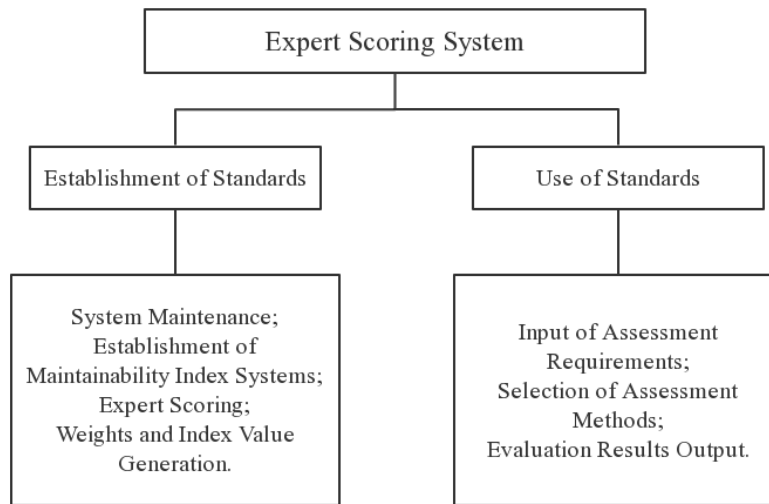 Expert Scoring System
Establishment of Standards
Use of Standards
System Maintenance;
Establishment of
Maintainability Index Systems;
Expert Scoring;
Weights and Index Value
Generation.
Input of Assessment
Requirements;
Selection of Assessment
Methods;
Evaluation Results Output.